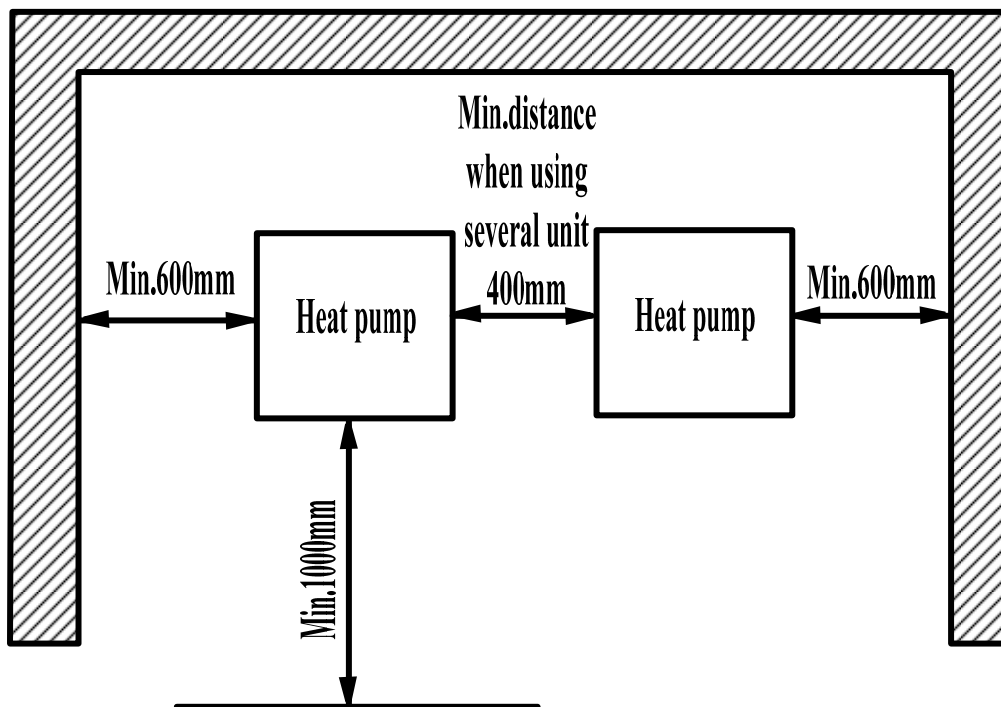 Min.distance
when using
several unit
400mm
Min.600mm
Heat pump
Heat pump
Min.600mm
Min.1000mm